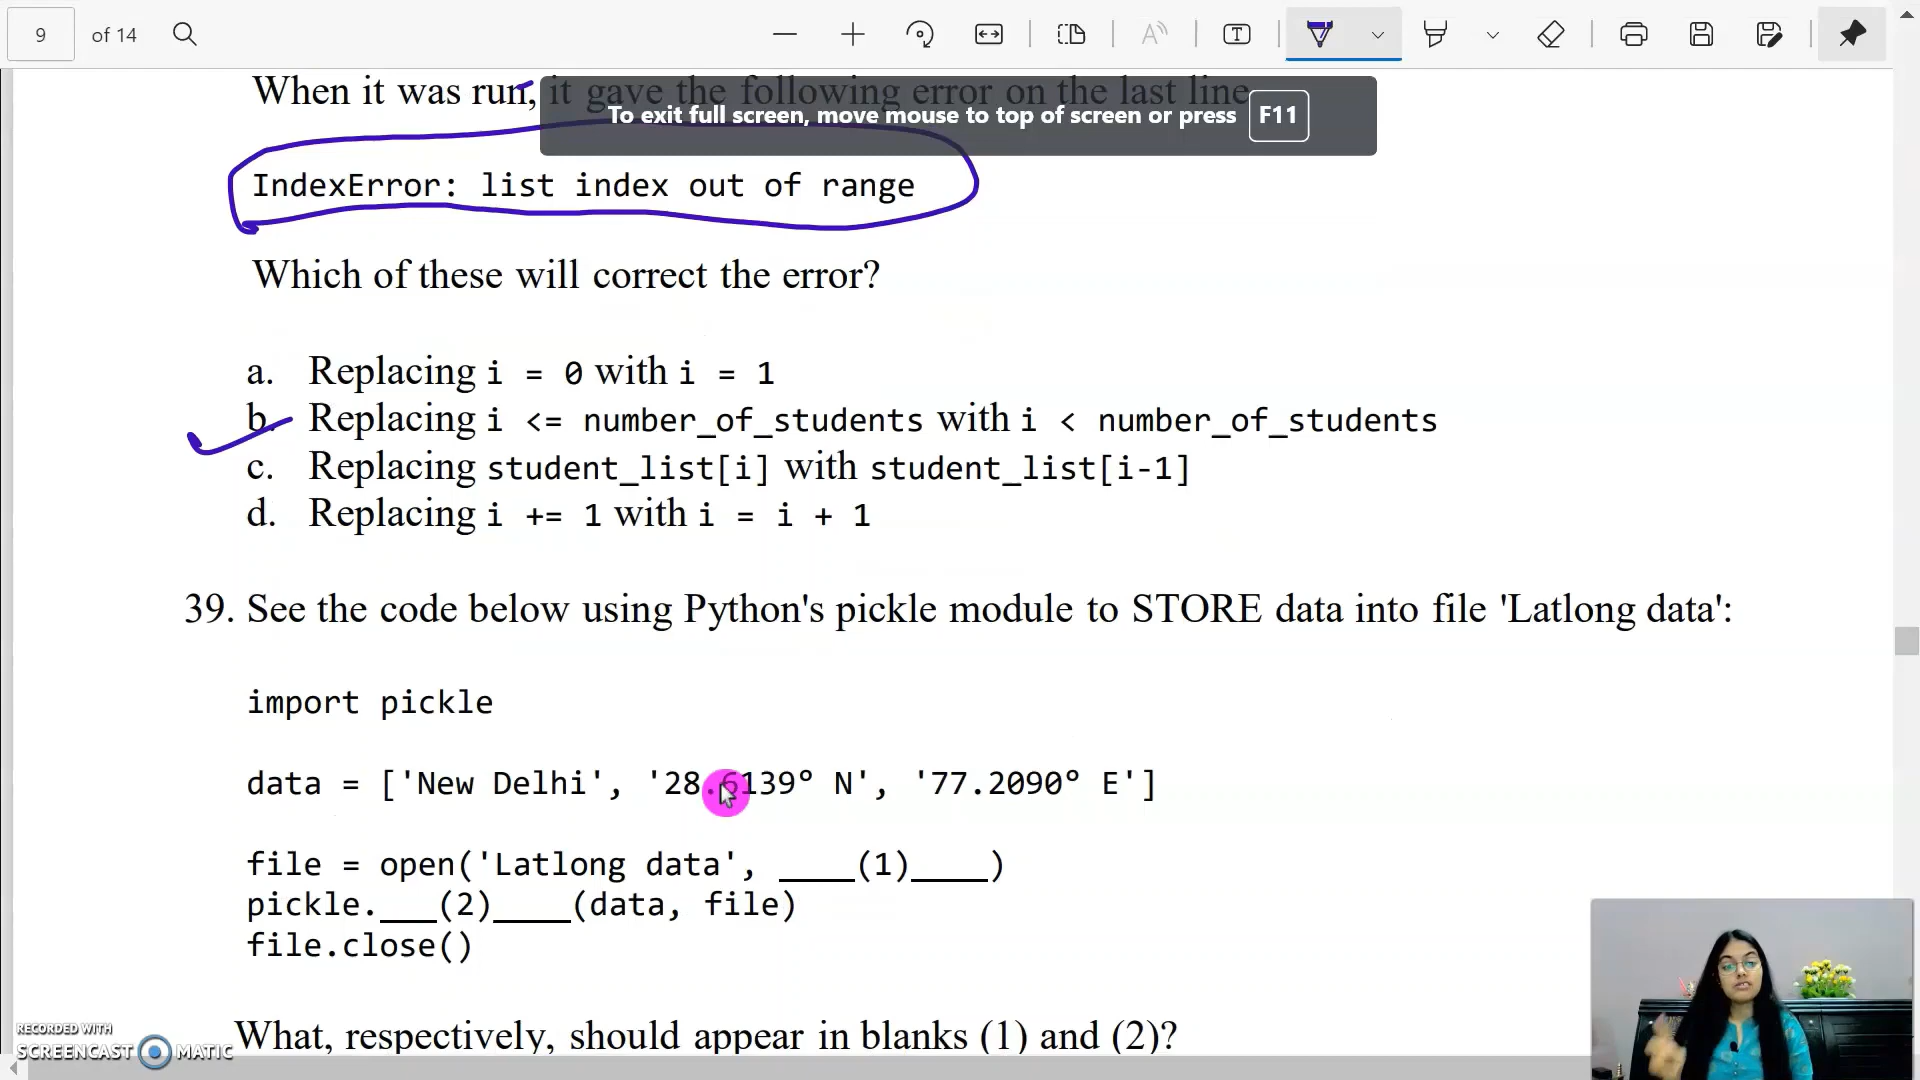 9 of 14
When it was run, it gave the following error on the last line
To exit full screen, move mouse to top of screen or press F11
IndexError: list index out of range
Which of these will correct the error?
a. Replacing i = 0 with i = 1
b. Replacing i <= number_of_students with i < number_of_students
c. Replacing student_list[i] with student_list[i-1]
d. Replacing i += 1 with i = i + 1
39. See the code below using Python's pickle module to STORE data into file 'Latlong data':
import pickle
data = ['New Delhi', '28.6139° N', '77.2090° E']
file = open('Latlong data', ____(1)____)
pickle.___(2)____(data, file)
file.close()
What, respectively, should appear in blanks (1) and (2)?
RECORDED WITH
SCREENCAST MATIC